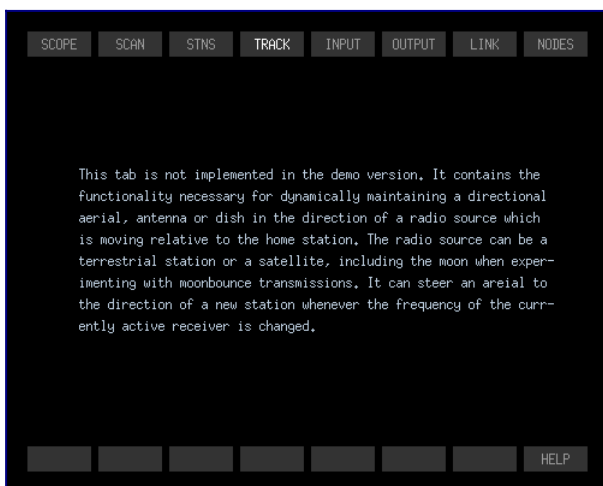 SCOPE SCAN STNS TRACK INPUT OUTPUT LINK NODES
This tab is not implemented in the demo version. It contains the
functionality necessary for dynamically maintaining a directional
aerial, antenna or dish in the direction of a radio source which
is moving relative to the home station. The radio source can be a
terrestrial station or a satellite, including the moon when exper-
imenting with moonbounce transmissions. It can steer an areial to
the direction of a new station whenever the frequency of the curr-
ently active receiver is changed.
HELP